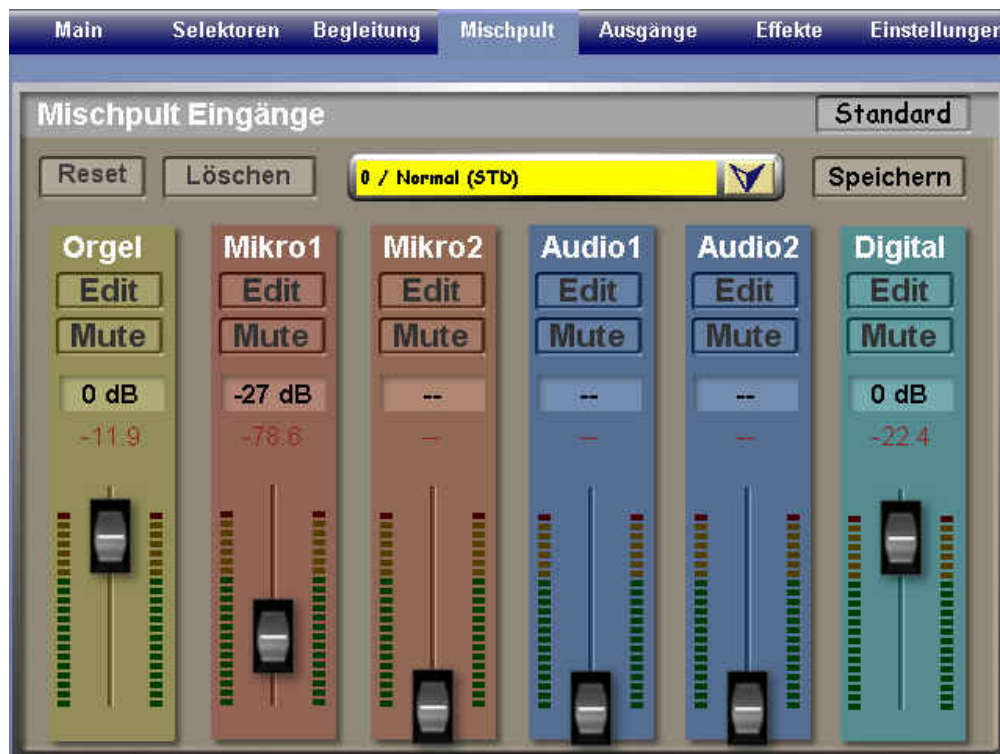 Main Selektoren Begleitung Mischpult Ausgänge Effekte Einstellungen
Mischpult Eingänge Standard
Reset Löschen 0 / Normal (STD) Speichern
Orgel Mikro1 Mikro2 Audio1 Audio2 Digital
Edit Edit Edit Edit Edit Edit
Mute Mute Mute Mute Mute Mute
0 dB -27 dB -- -- -- 0 dB
-11.9 -78.6 -- -- -- -22.4